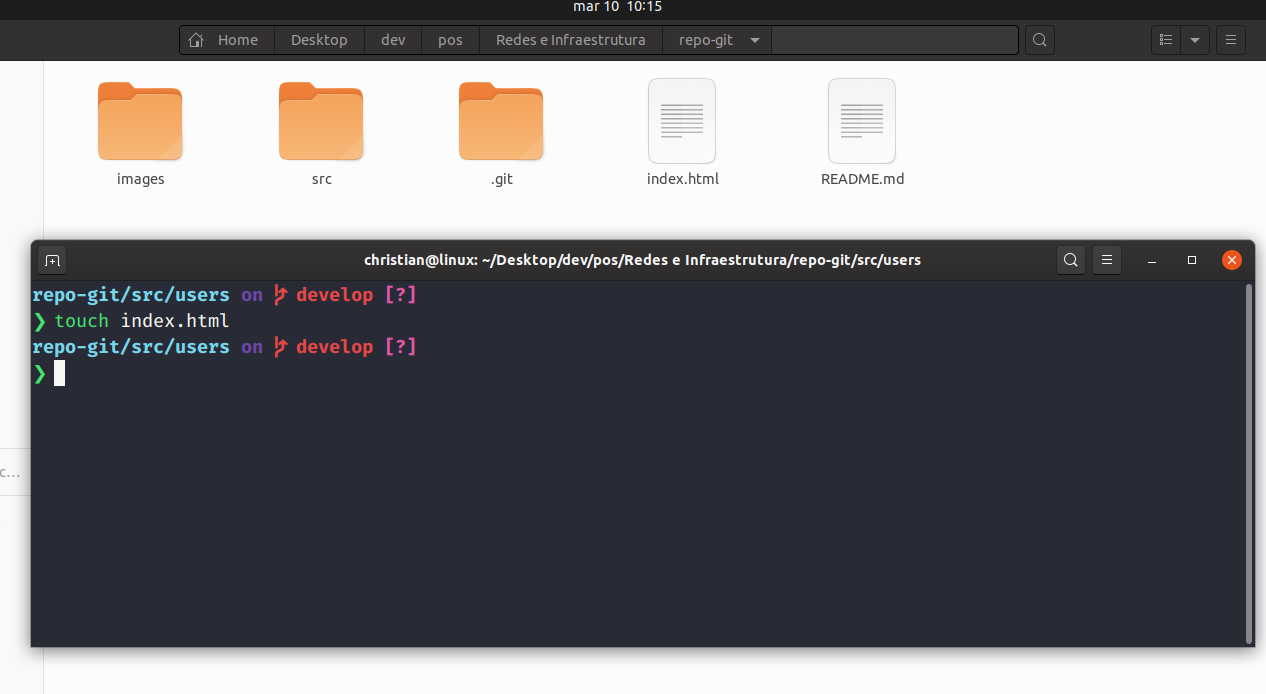 mar 10 10:15
Home Desktop dev pos Redes e Infraestrutura repo-git
images src .git index.html README.md
christian@linux: ~/Desktop/dev/pos/Redes e Infraestrutura/repo-git/src/users
repo-git/src/users on develop [?]
❯ touch index.html
repo-git/src/users on develop [?]
❯
c...